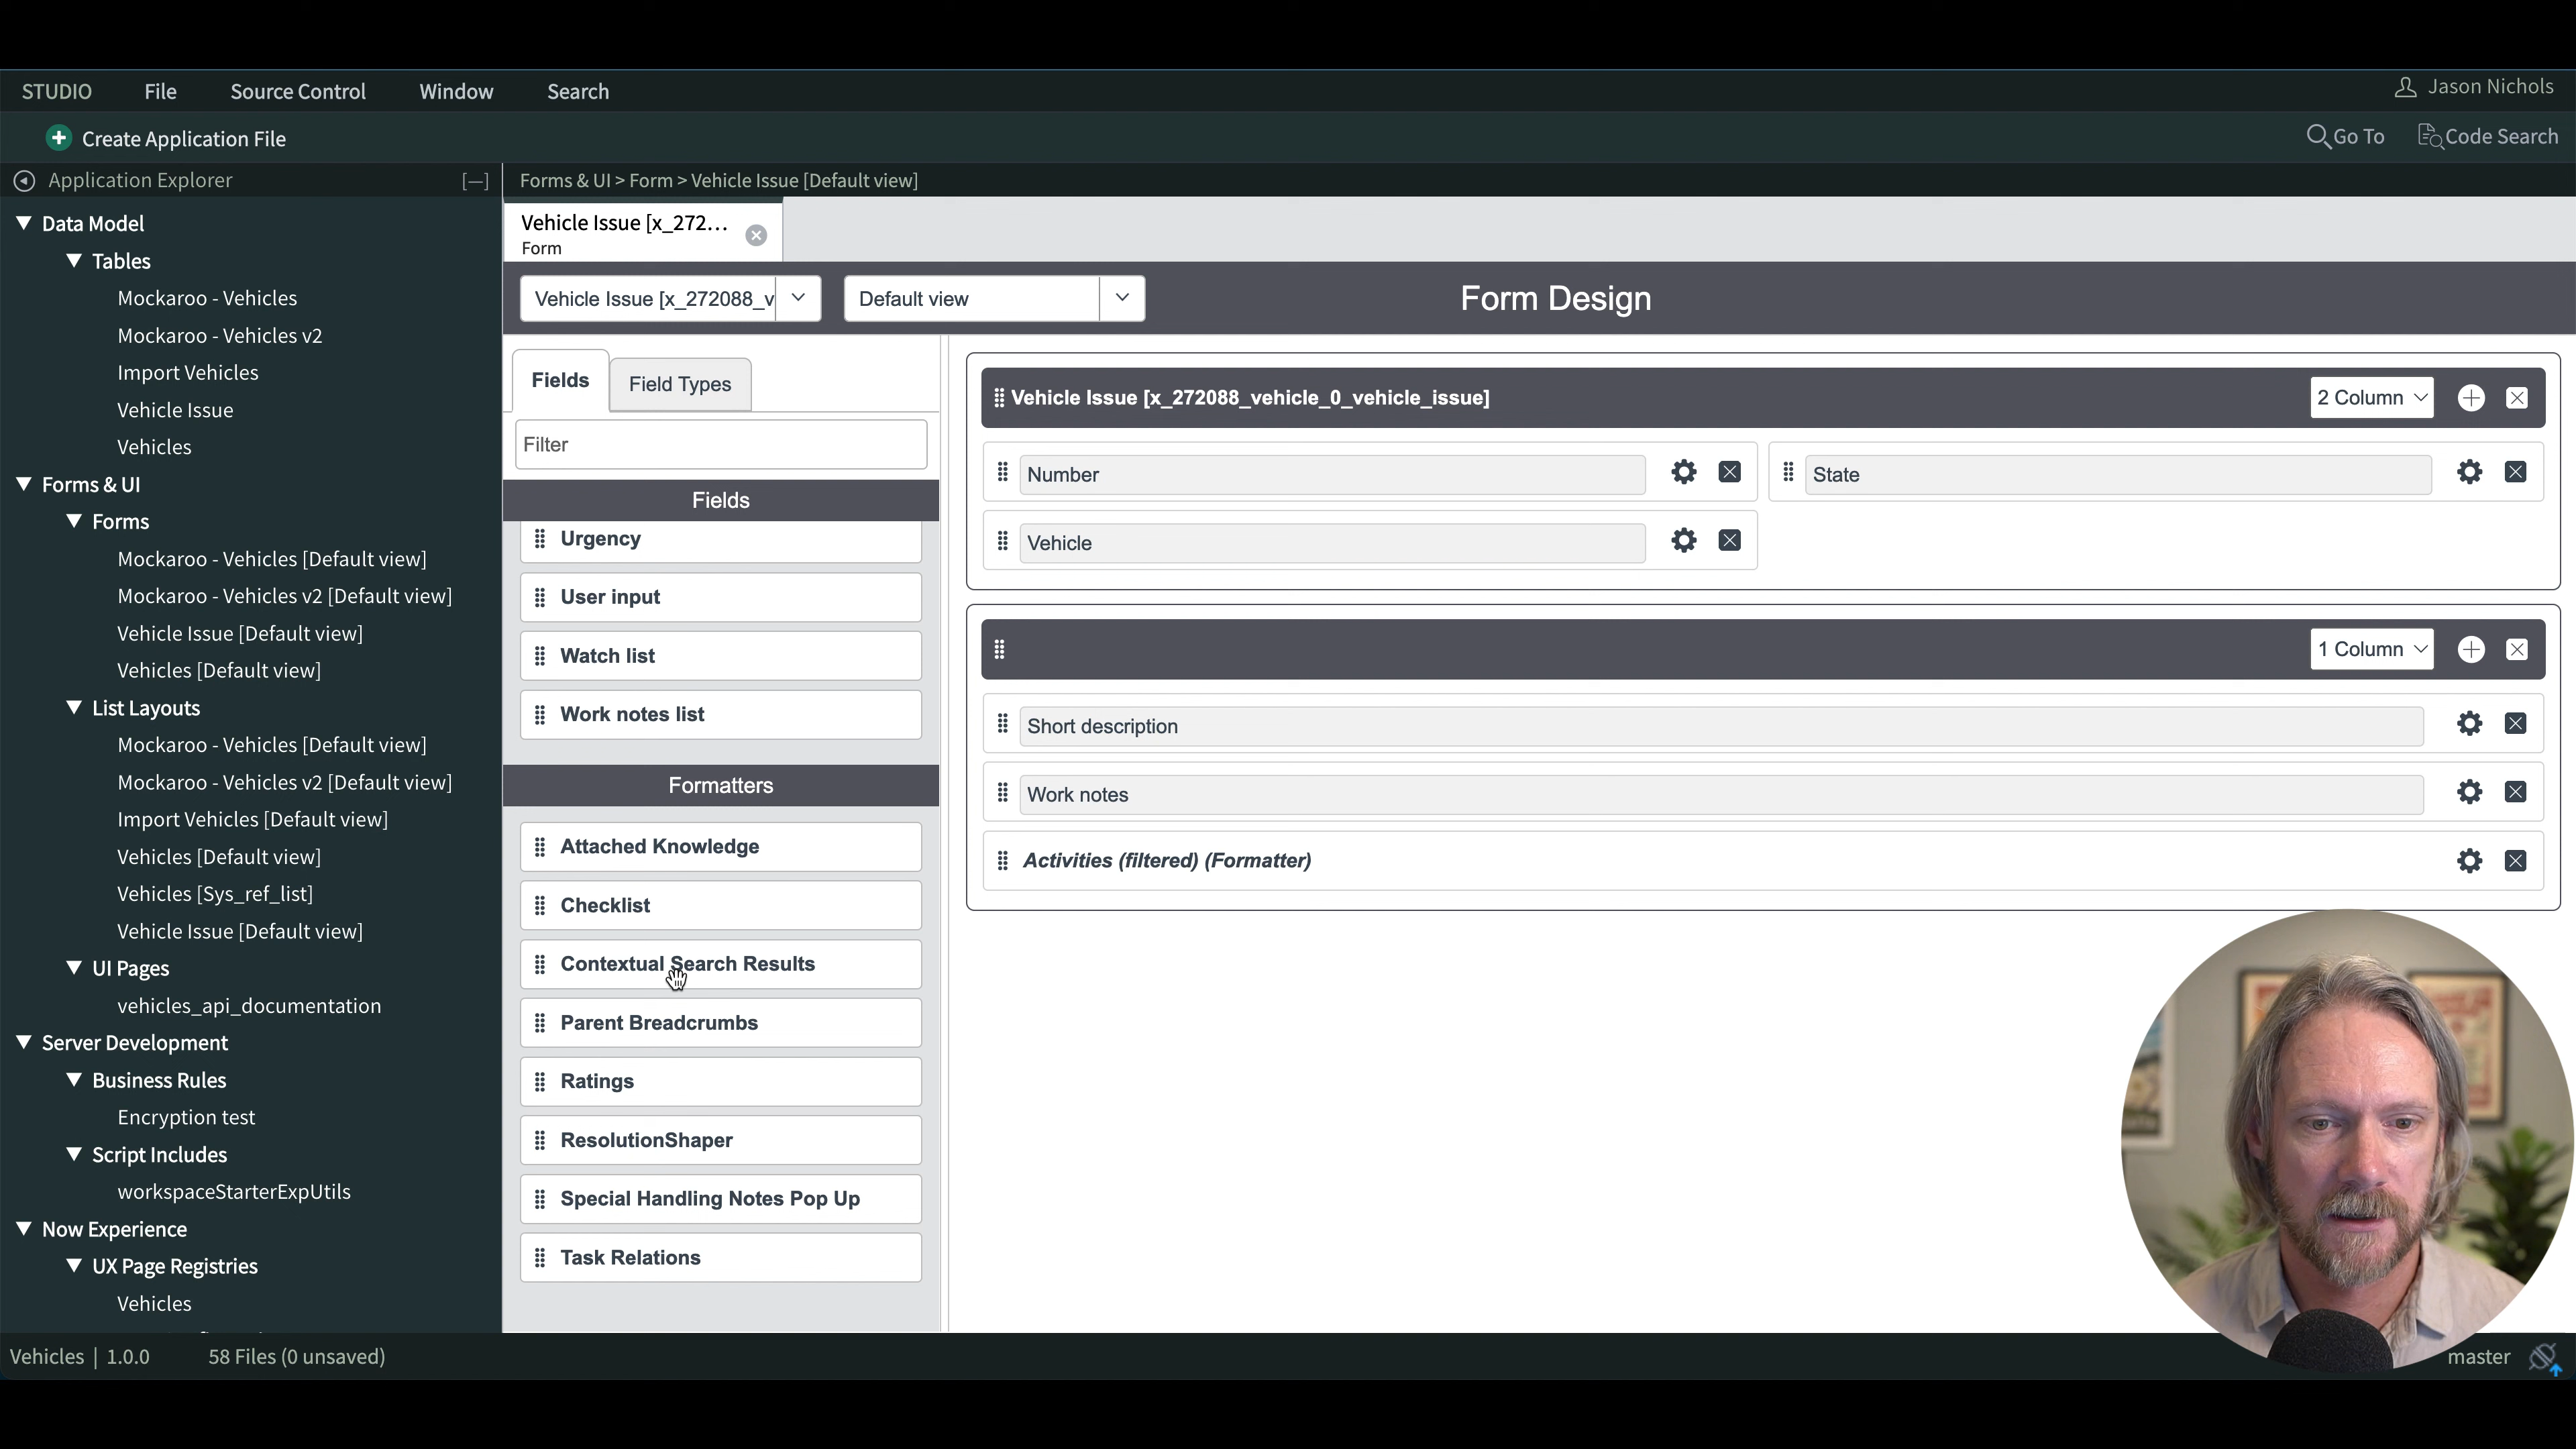 STUDIO File Source Control Window Search Jason Nichols
Create Application File Go To Code Search
Application Explorer [—] Forms & UI > Form > Vehicle Issue [Default view]
Data Model
Tables
Mockaroo - Vehicles
Mockaroo - Vehicles v2
Import Vehicles
Vehicle Issue
Vehicles
Forms & UI
Forms
Mockaroo - Vehicles [Default view]
Mockaroo - Vehicles v2 [Default view]
Vehicle Issue [Default view]
Vehicles [Default view]
List Layouts
Mockaroo - Vehicles [Default view]
Mockaroo - Vehicles v2 [Default view]
Import Vehicles [Default view]
Vehicles [Default view]
Vehicles [Sys_ref_list]
Vehicle Issue [Default view]
UI Pages
vehicles_api_documentation
Server Development
Business Rules
Encryption test
Script Includes
workspaceStarterExpUtils
Now Experience
UX Page Registries
Vehicles
Vehicle Issue [x_272...
Form
Vehicle Issue [x_272088_v Default view Form Design
Fields Field Types
Filter
Fields
Urgency
User input
Watch list
Work notes list
Formatters
Attached Knowledge
Checklist
Contextual Search Results
Parent Breadcrumbs
Ratings
ResolutionShaper
Special Handling Notes Pop Up
Task Relations
Vehicle Issue [x_272088_vehicle_0_vehicle_issue] 2 Column
Number State
Vehicle
1 Column
Short description
Work notes
Activities (filtered) (Formatter)
Vehicles | 1.0.0 58 Files (0 unsaved) master